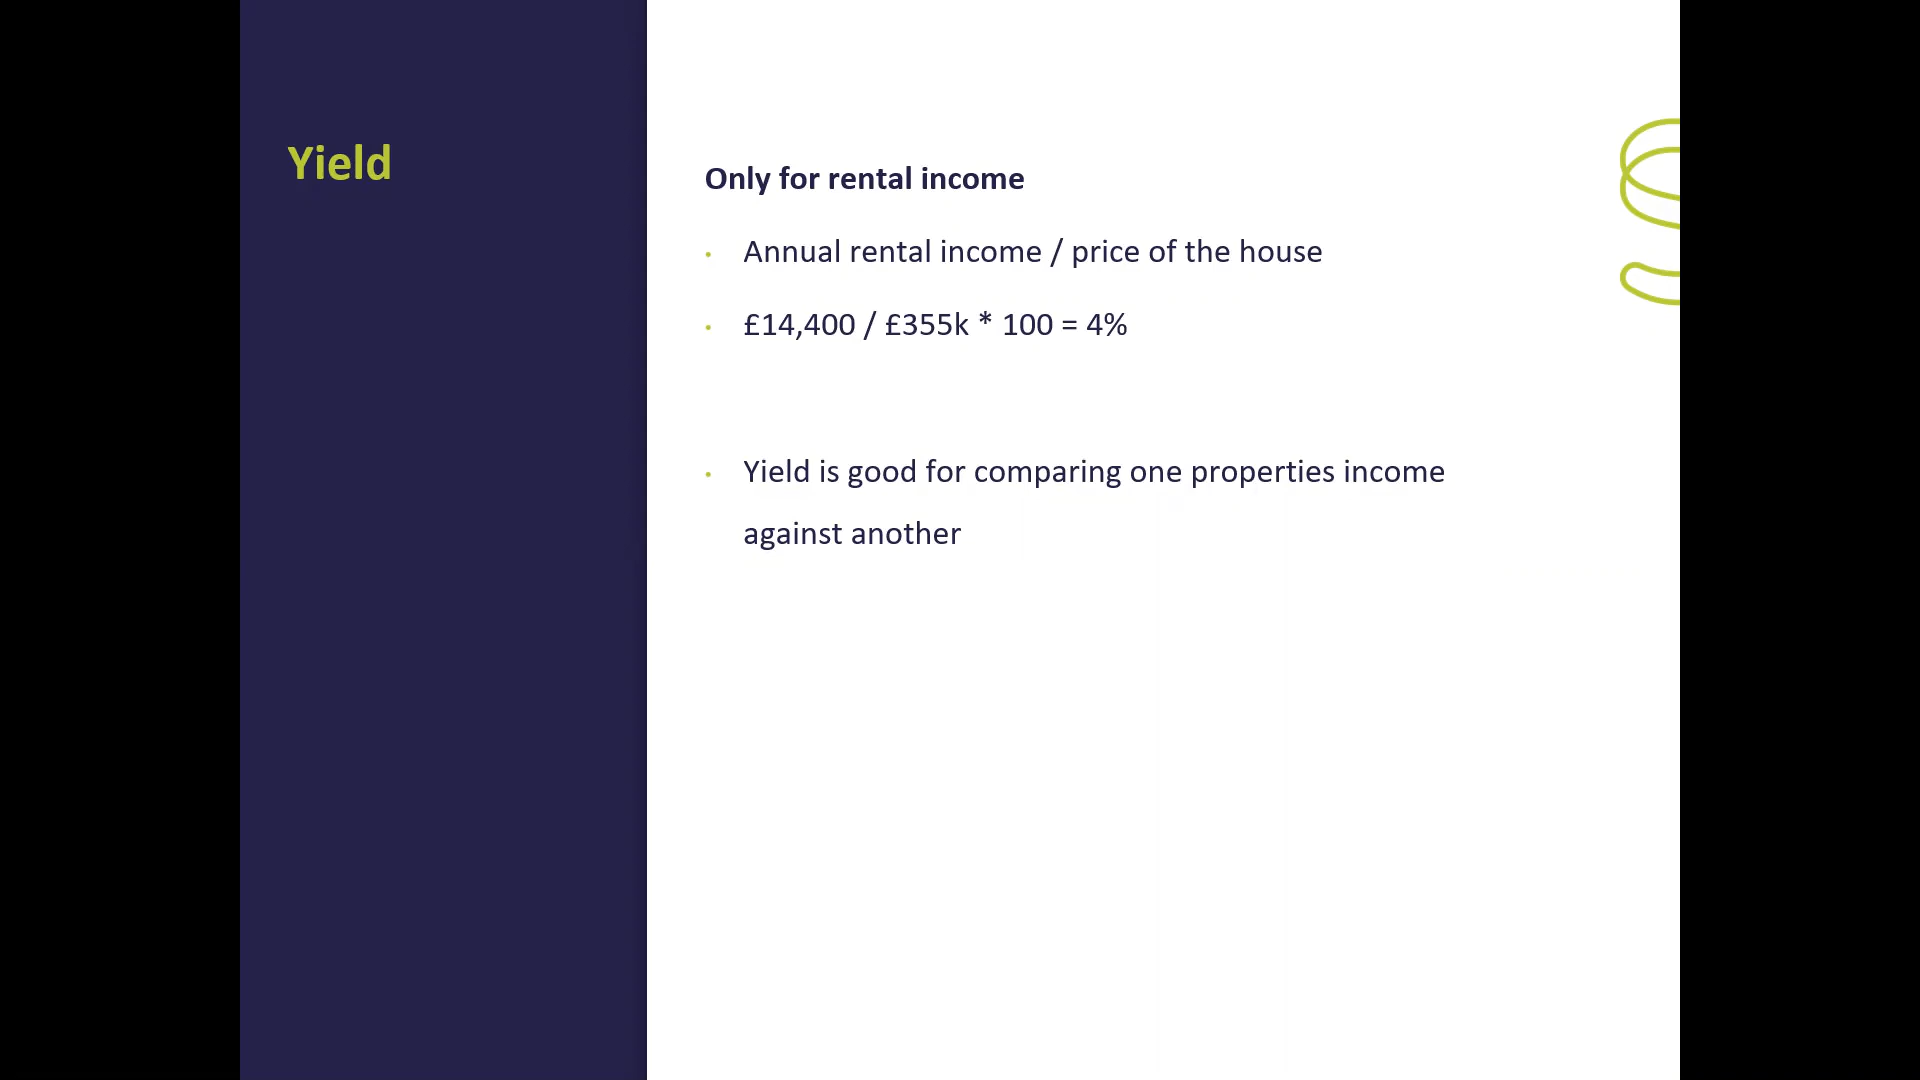 Yield
Only for rental income
Annual rental income / price of the house
£14,400 / £355k * 100 = 4%
Yield is good for comparing one properties income
against another